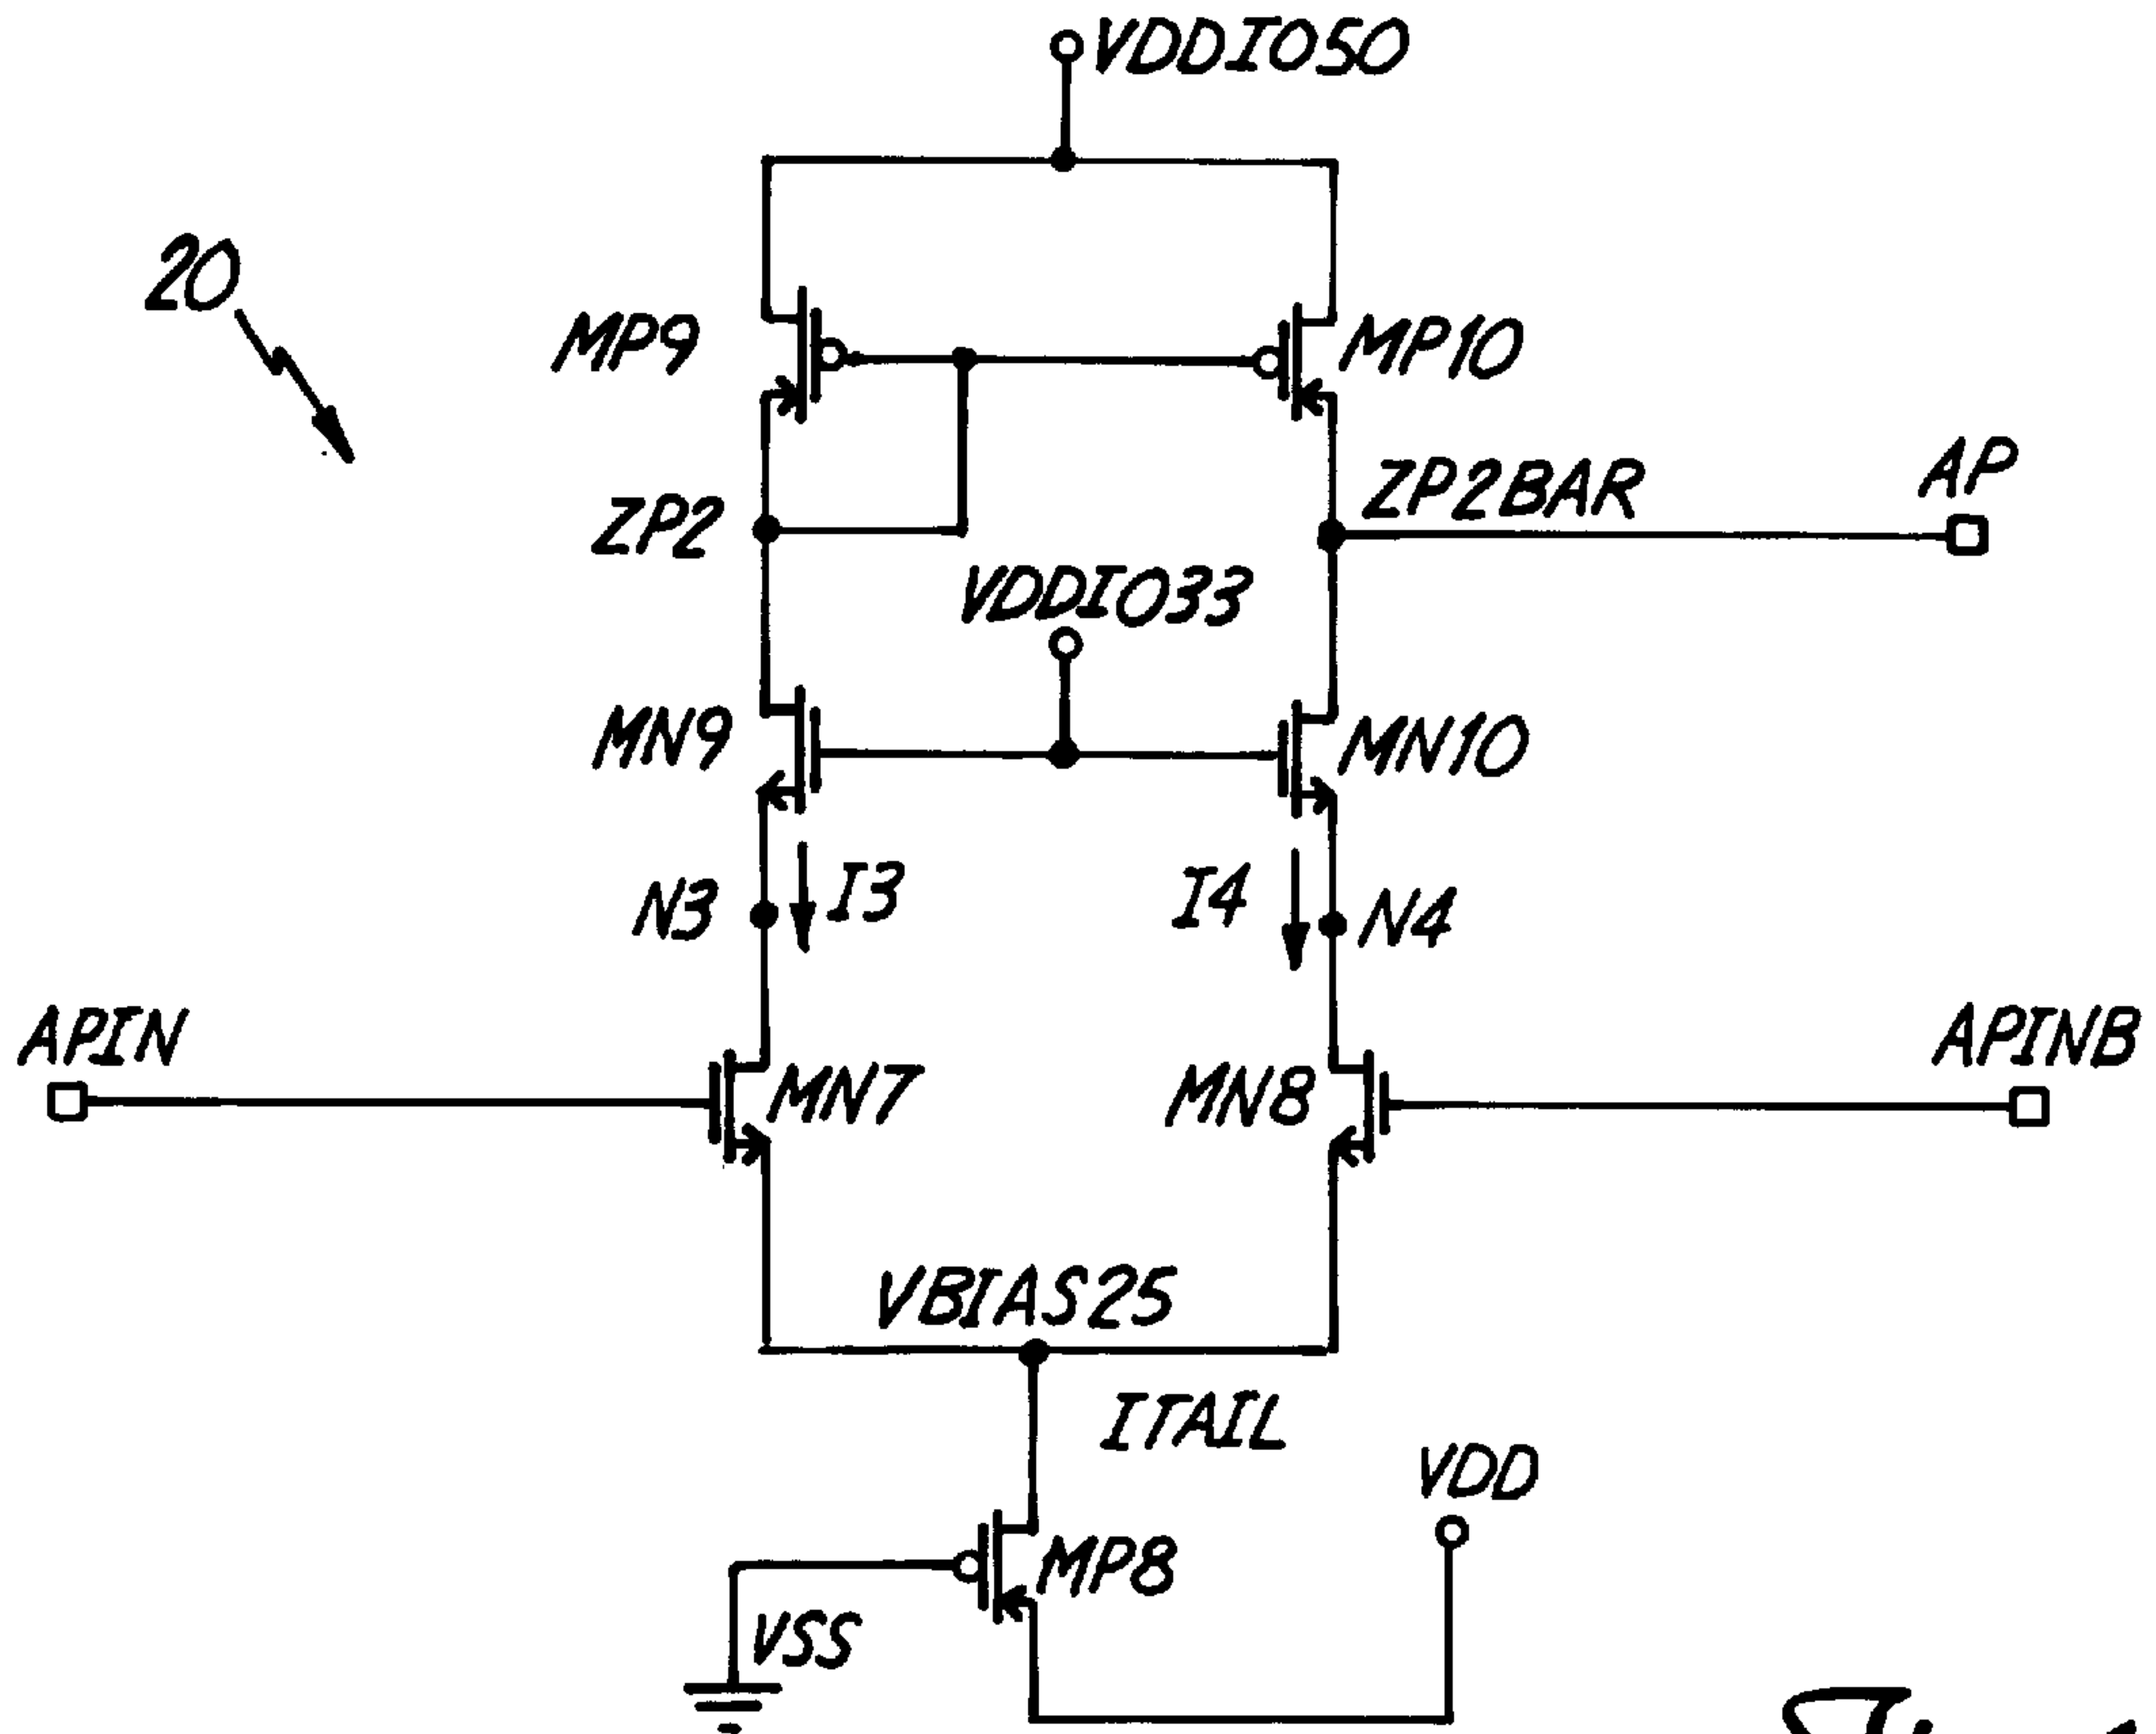 VDDIO50
20
MP9
MP10
AP
ZP2
ZP2BAR
VDDIO33
MN9
MN10
N3
I3
I4
N4
APIN
APINB
MN7
MN8
VBIAS25
ITAIL
VDD
MP8
VSS